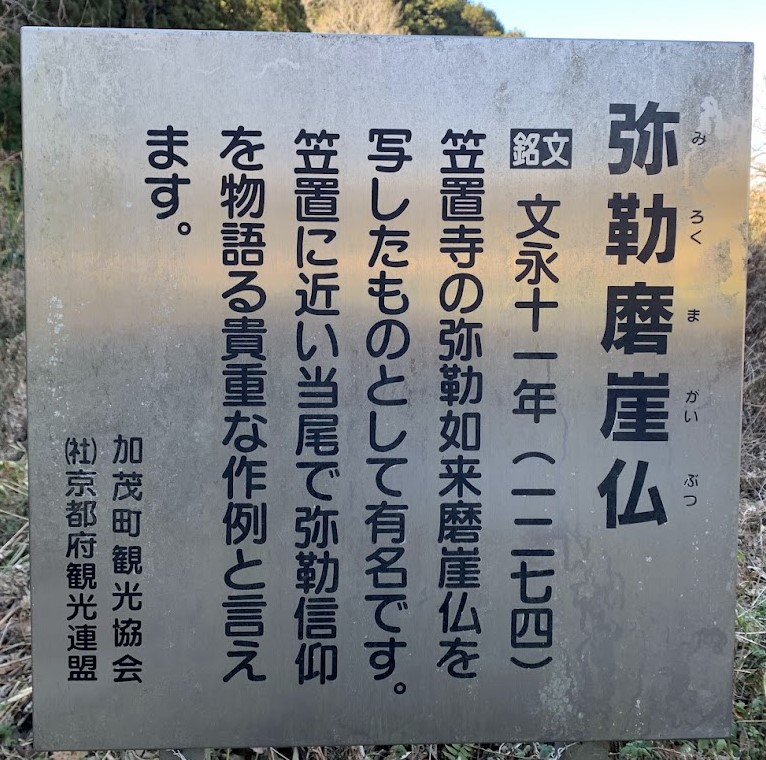 弥勒磨崖仏
みろくまがいぶつ
銘文 文永十一年(一二七四)
笠置寺の弥勒如来磨崖仏を
写したものとして有名です。
笠置に近い当尾で弥勒信仰
を物語る貴重な作例と言え
ます。
加茂町観光協会
(社)京都府観光連盟